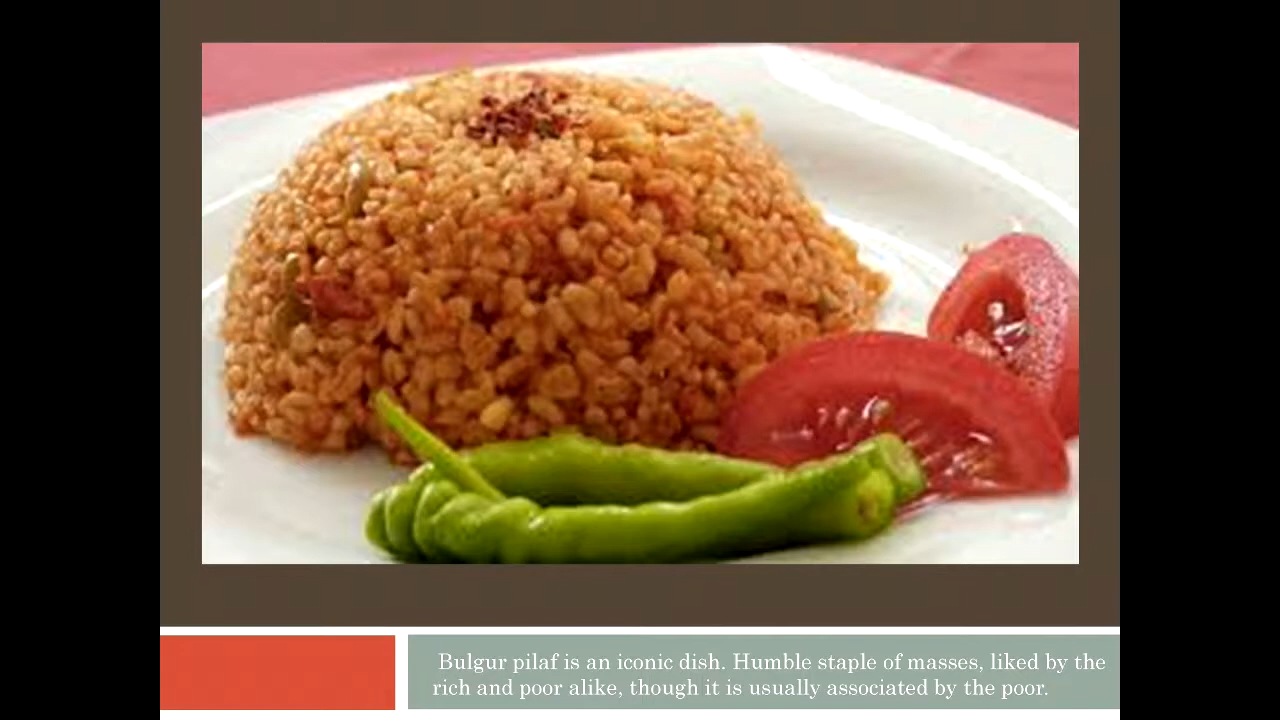 Bulgur pilaf is an iconic dish. Humble staple of masses, liked by the
rich and poor alike, though it is usually associated by the poor.